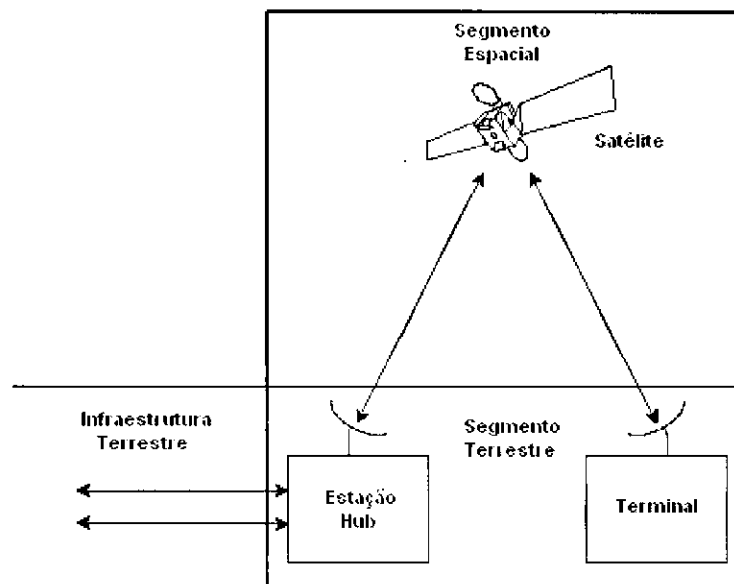 Segmento
Espacial
Satélite
Infraestrutura
Terrestre
Segmento
Terrestre
Estação
Hub
Terminal